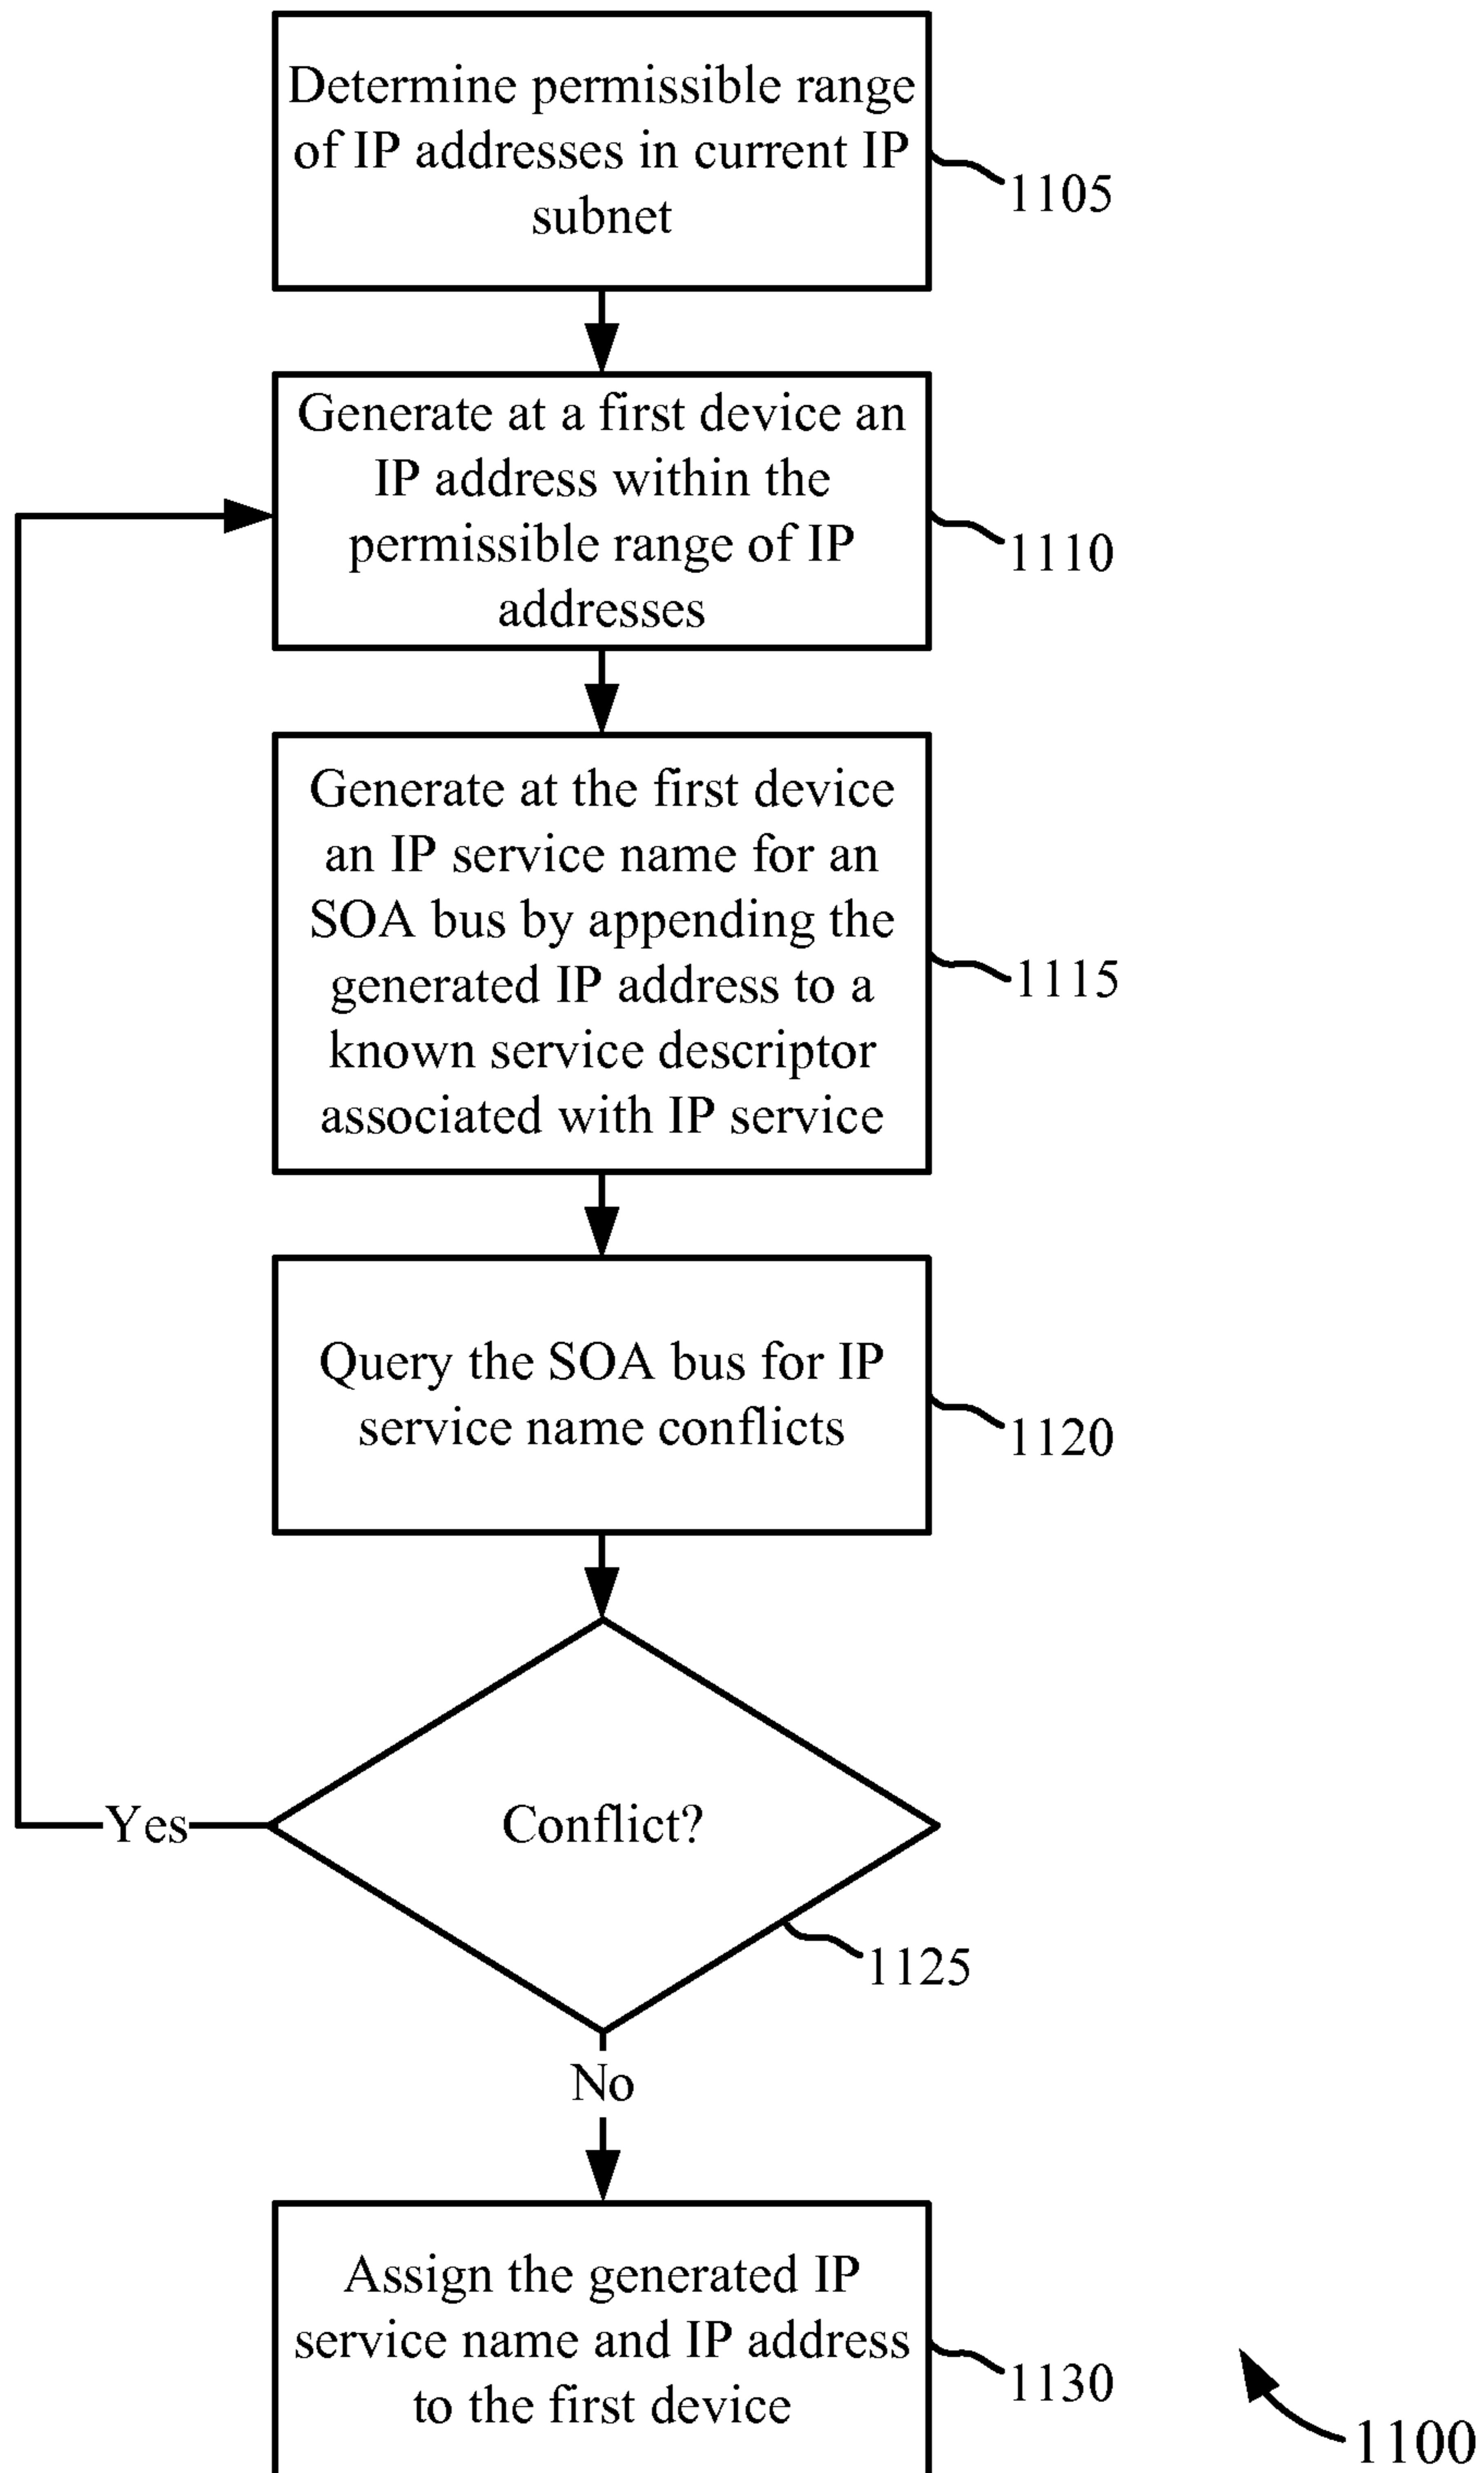 Determine permissible range
of IP addresses in current IP
subnet
1105
Generate at a first device an
IP address within the
permissible range of IP
addresses
1110
Generate at the first device
an IP service name for an
SOA bus by appending the
generated IP address to a
known service descriptor
associated with IP service
1115
Query the SOA bus for IP
service name conflicts
1120
Conflict?
Yes
1125
No
Assign the generated IP
service name and IP address
to the first device
1130
1100